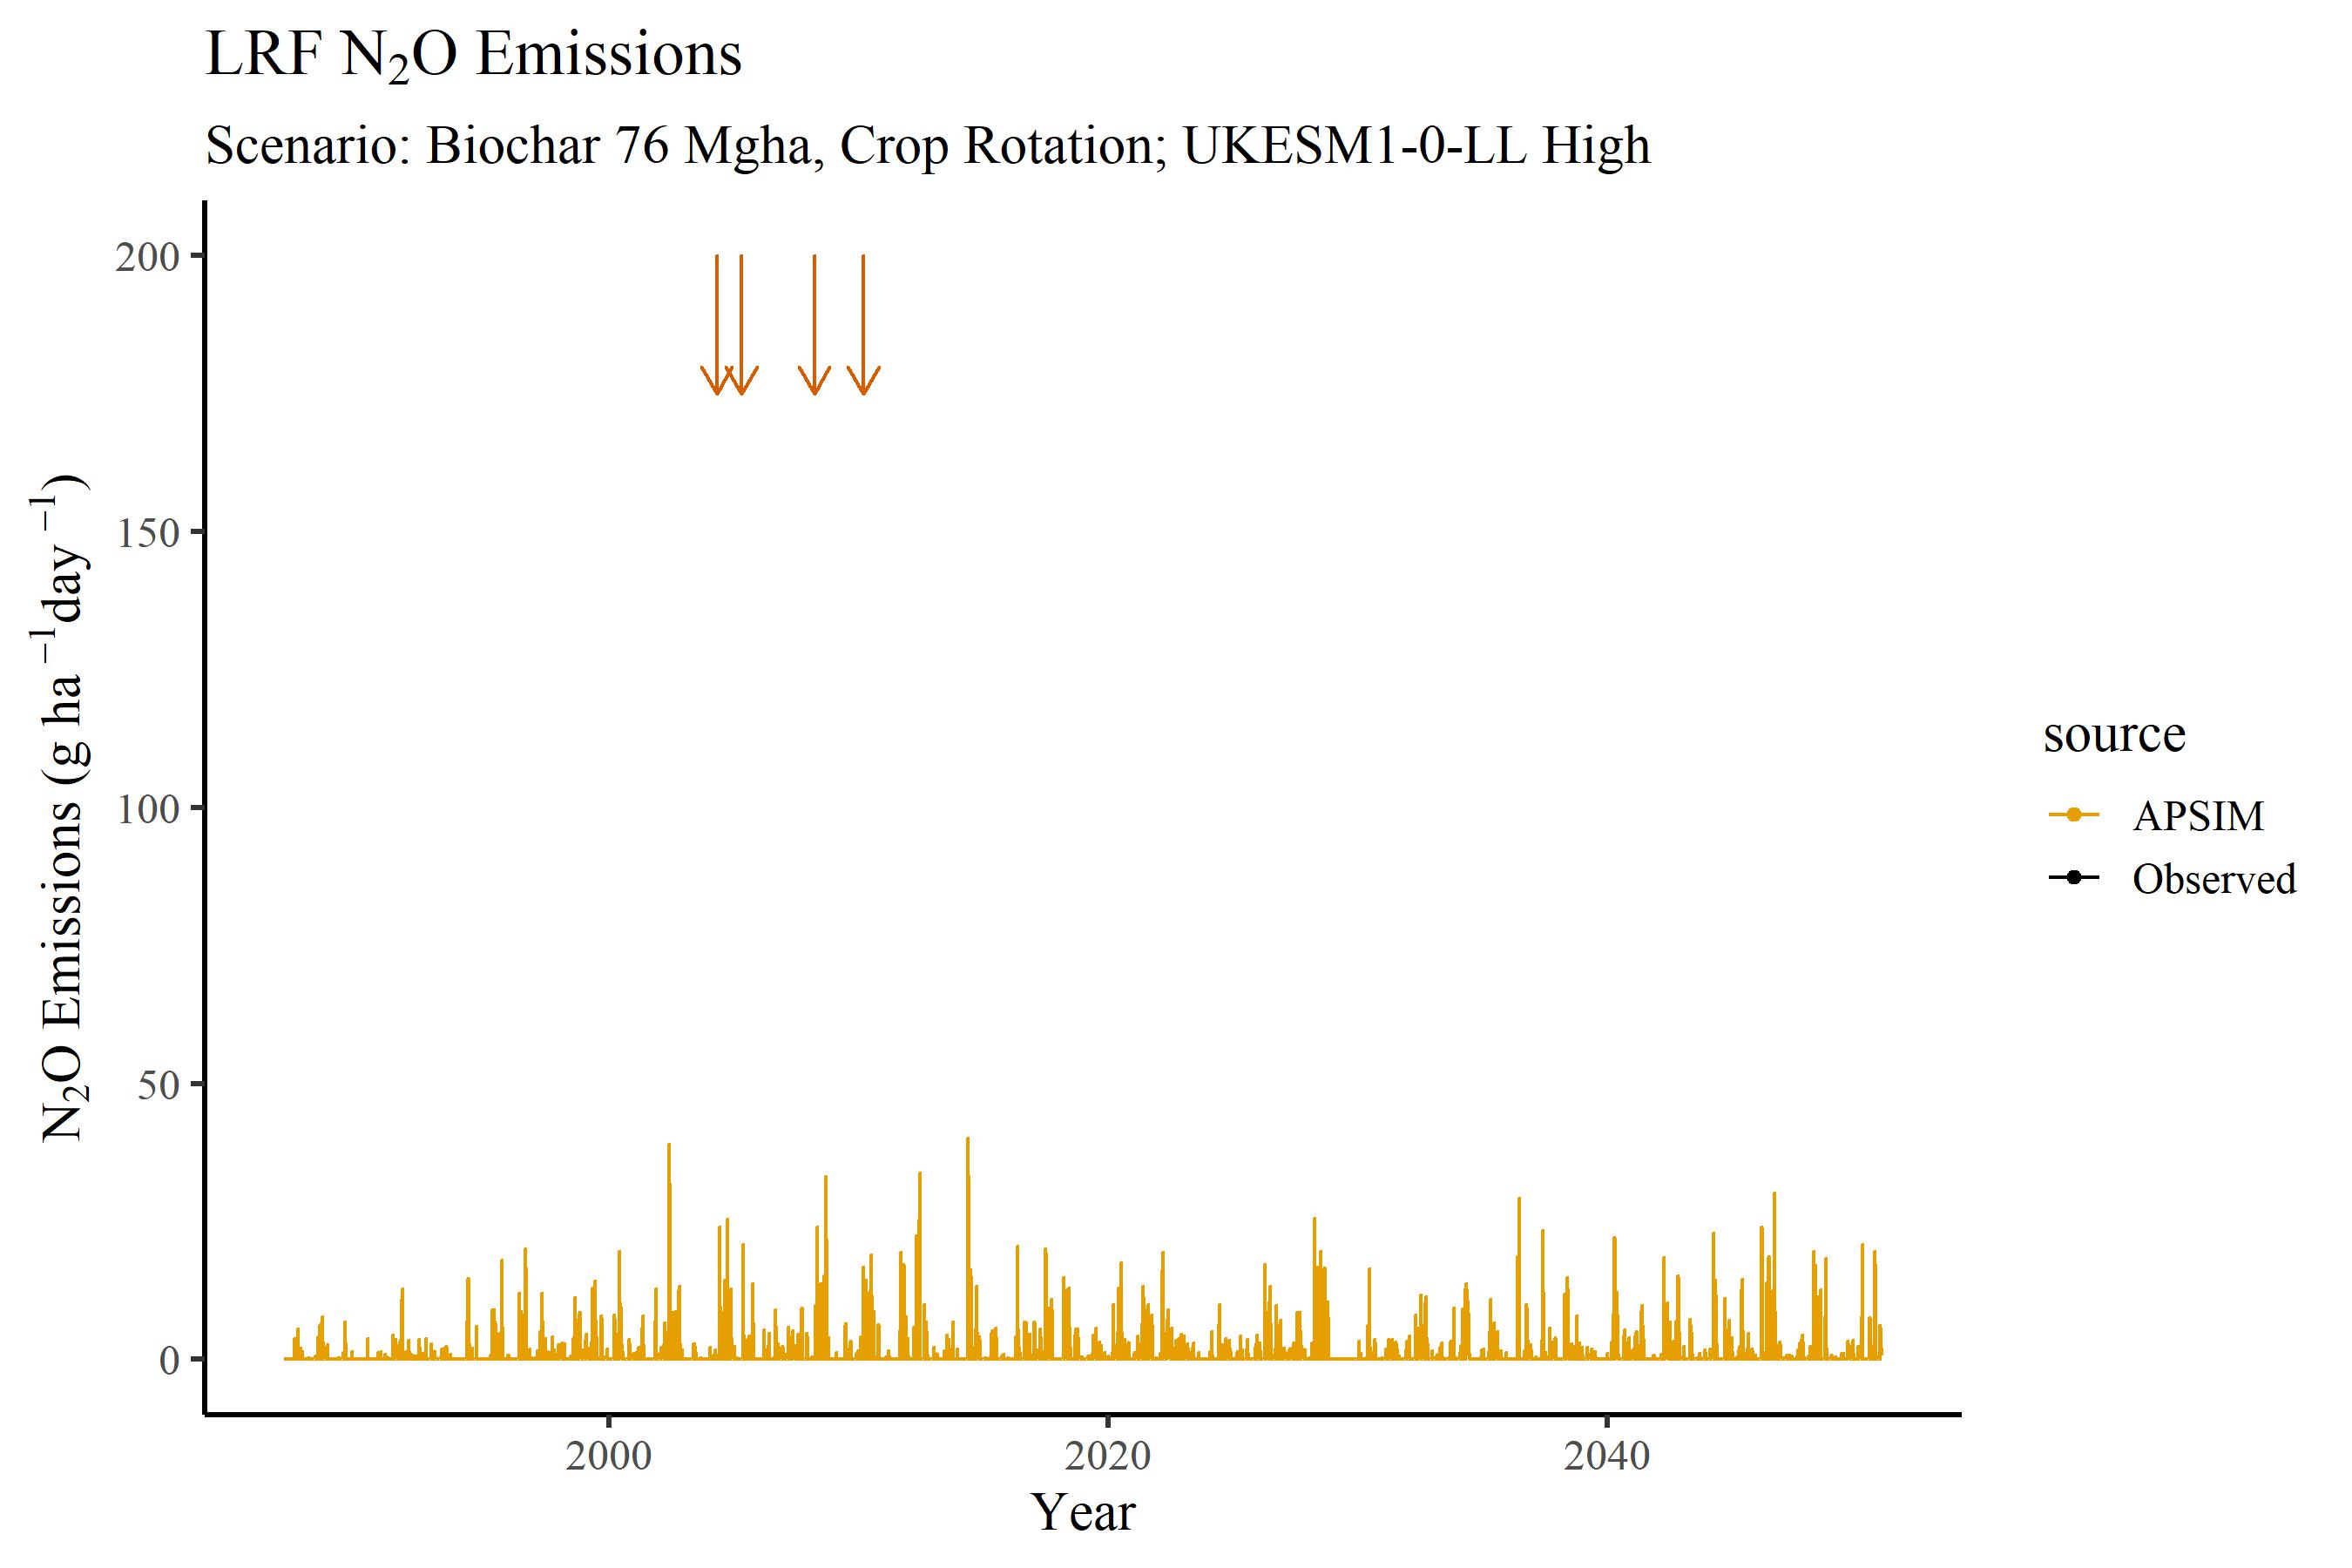 LRF N₂O Emissions
Scenario: Biochar 76 Mgha, Crop Rotation; UKESM1-0-LL High
N₂O Emissions (g ha ⁻¹day ⁻¹)
200
150
100
50
0
2000 2020 2040
Year
source
APSIM
Observed